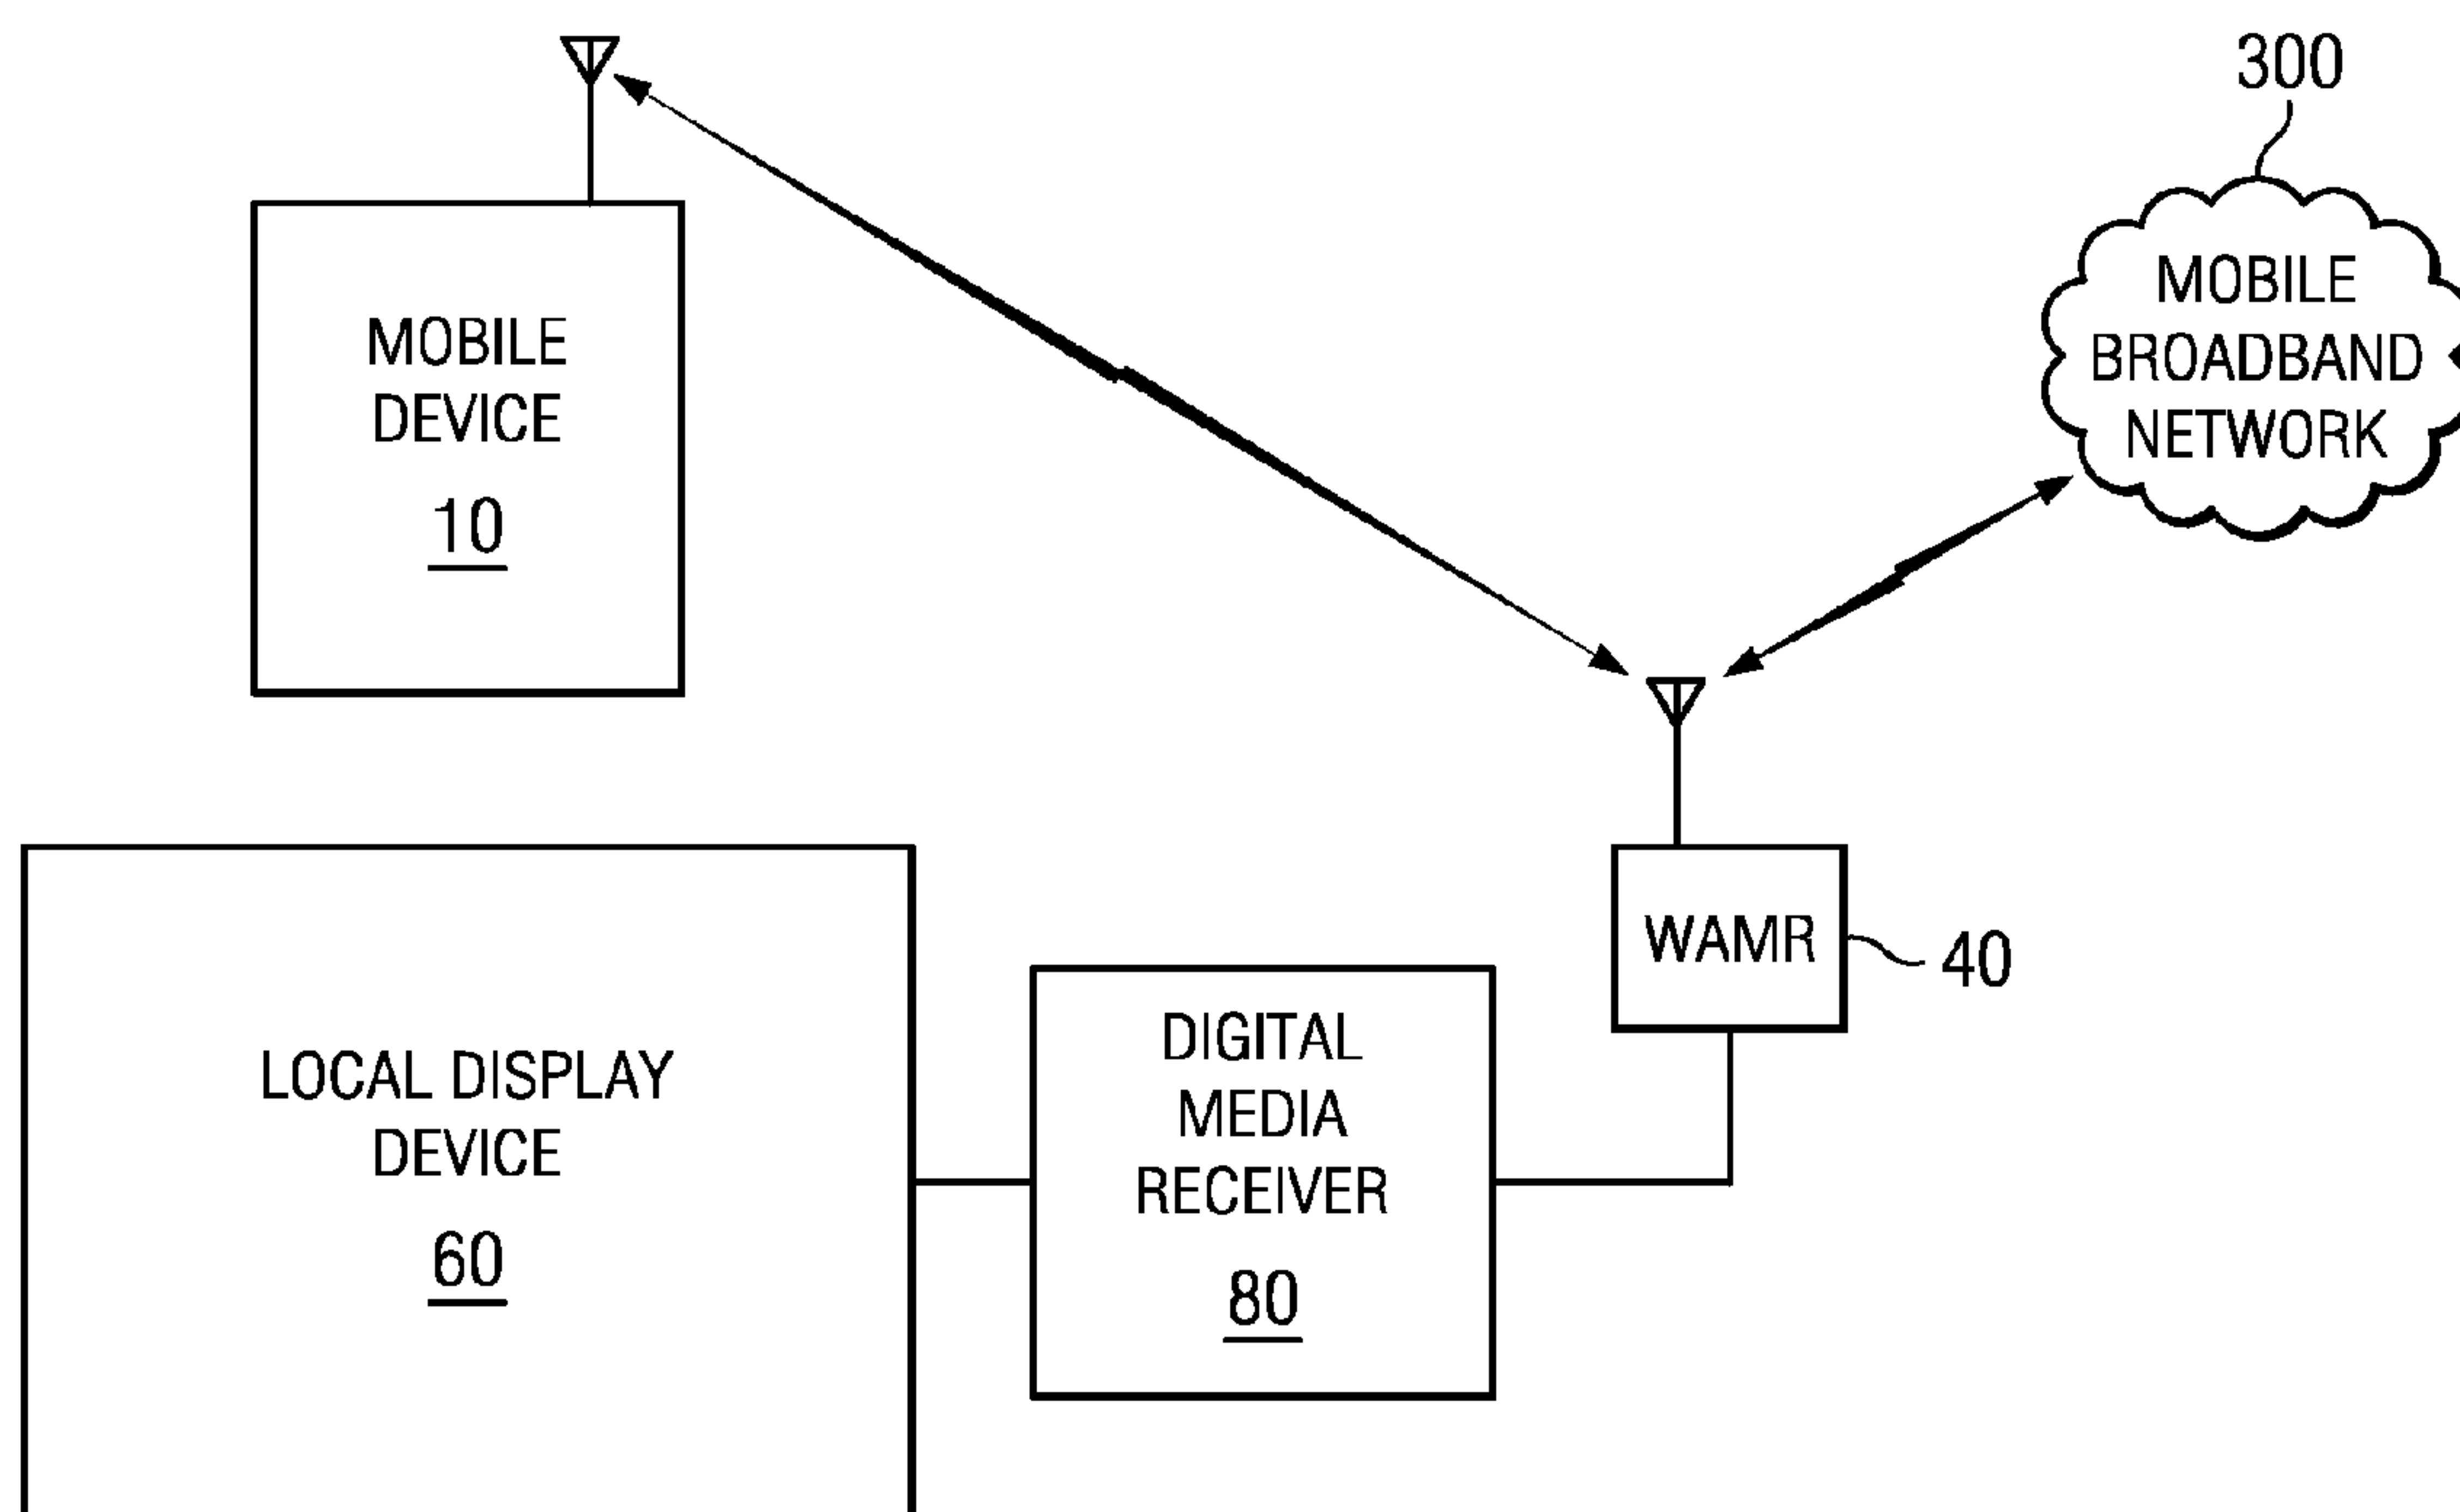 300
MOBILE
BROADBAND
NETWORK
MOBILE
DEVICE
10
WAMR
40
LOCAL DISPLAY
DEVICE
60
DIGITAL
MEDIA
RECEIVER
80